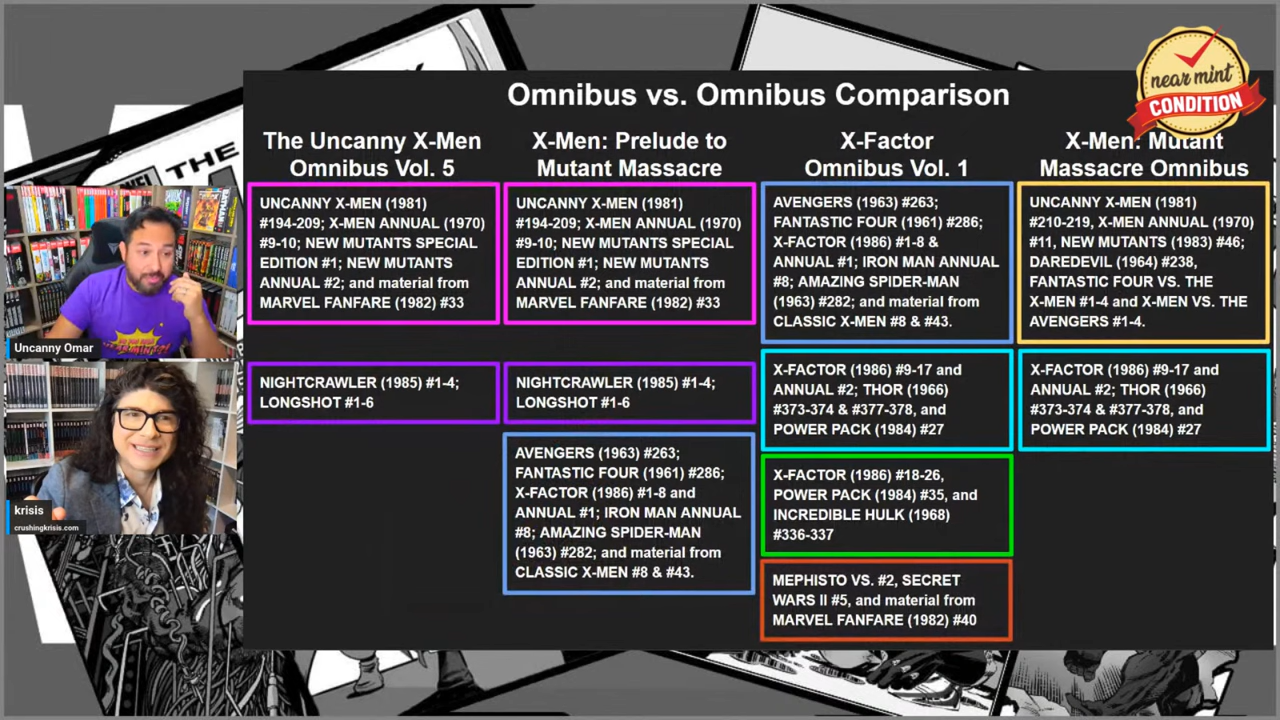 Omnibus vs. Omnibus Comparison
near mint
CONDITION
The Uncanny X-Men
Omnibus Vol. 5
UNCANNY X-MEN (1981)
#194-209; X-MEN ANNUAL (1970)
#9-10; NEW MUTANTS SPECIAL
EDITION #1; NEW MUTANTS
ANNUAL #2; and material from
MARVEL FANFARE (1982) #33
NIGHTCRAWLER (1985) #1-4;
LONGSHOT #1-6
X-Men: Prelude to
Mutant Massacre
UNCANNY X-MEN (1981)
#194-209; X-MEN ANNUAL (1970)
#9-10; NEW MUTANTS SPECIAL
EDITION #1; NEW MUTANTS
ANNUAL #2; and material from
MARVEL FANFARE (1982) #33
NIGHTCRAWLER (1985) #1-4;
LONGSHOT #1-6
AVENGERS (1963) #263;
FANTASTIC FOUR (1961) #286;
X-FACTOR (1986) #1-8 and
ANNUAL #1; IRON MAN ANNUAL
#8; AMAZING SPIDER-MAN
(1963) #282; and material from
CLASSIC X-MEN #8 & #43.
X-Factor
Omnibus Vol. 1
AVENGERS (1963) #263;
FANTASTIC FOUR (1961) #286;
X-FACTOR (1986) #1-8 &
ANNUAL #1; IRON MAN ANNUAL
#8; AMAZING SPIDER-MAN
(1963) #282; and material from
CLASSIC X-MEN #8 & #43.
X-FACTOR (1986) #9-17 and
ANNUAL #2; THOR (1966)
#373-374 & #377-378, and
POWER PACK (1984) #27
X-FACTOR (1986) #18-26,
POWER PACK (1984) #35, and
INCREDIBLE HULK (1968)
#336-337
MEPHISTO VS. #2, SECRET
WARS II #5, and material from
MARVEL FANFARE (1982) #40
X-Men: Mutant
Massacre Omnibus
UNCANNY X-MEN (1981)
#210-219, X-MEN ANNUAL (1970)
#11, NEW MUTANTS (1983) #46;
DAREDEVIL (1964) #238,
FANTASTIC FOUR VS. THE
X-MEN #1-4 and X-MEN VS. THE
AVENGERS #1-4.
X-FACTOR (1986) #9-17 and
ANNUAL #2; THOR (1966)
#373-374 & #377-378, and
POWER PACK (1984) #27
THE
Uncanny Omar
krisis
crushingkrisis.com